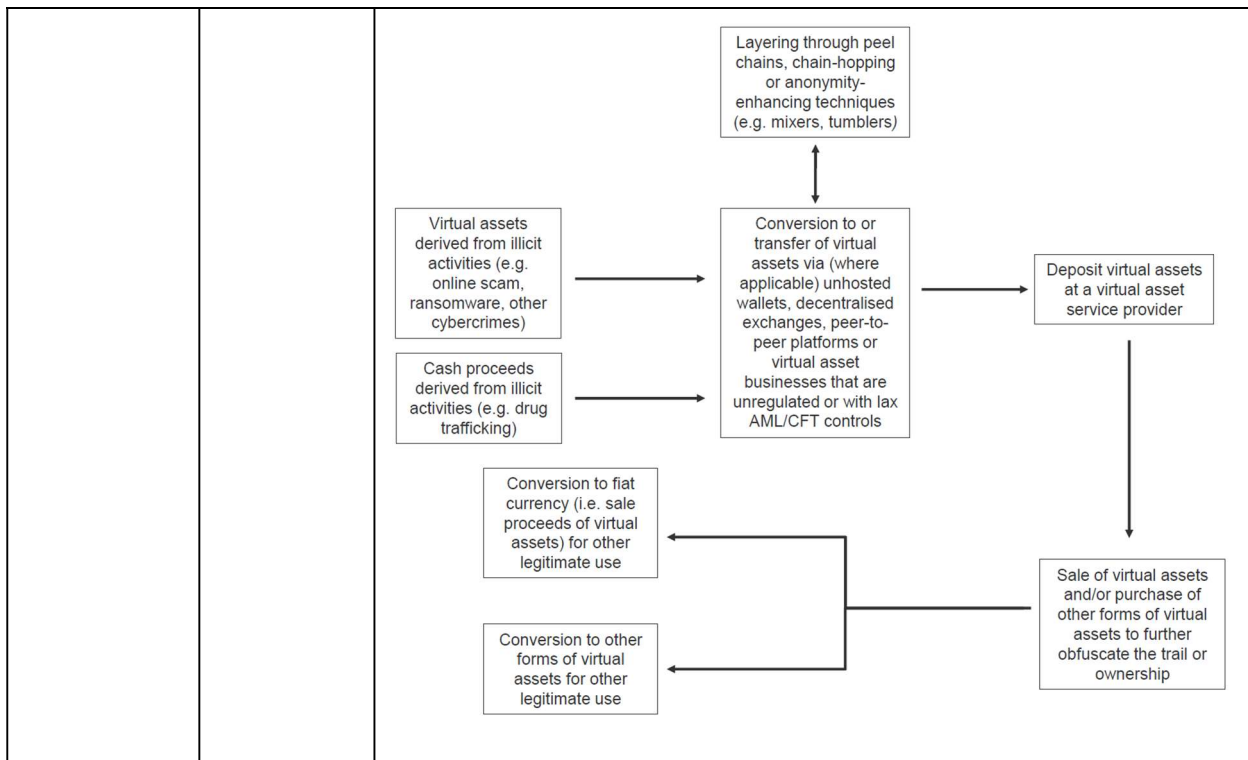 Layering through peel
chains, chain-hopping
or anonymity-
enhancing techniques
(e.g. mixers, tumblers)
Virtual assets
derived from illicit
activities (e.g.
online scam,
ransomware, other
cybercrimes)
Cash proceeds
derived from illicit
activities (e.g. drug
trafficking)
Conversion to or
transfer of virtual
assets via (where
applicable) unhosted
wallets, decentralised
exchanges, peer-to-
peer platforms or
virtual asset
businesses that are
unregulated or with lax
AML/CFT controls
Deposit virtual assets
at a virtual asset
service provider
Sale of virtual assets
and/or purchase of
other forms of virtual
assets to further
obfuscate the trail or
ownership
Conversion to fiat
currency (i.e. sale
proceeds of virtual
assets) for other
legitimate use
Conversion to other
forms of virtual
assets for other
legitimate use